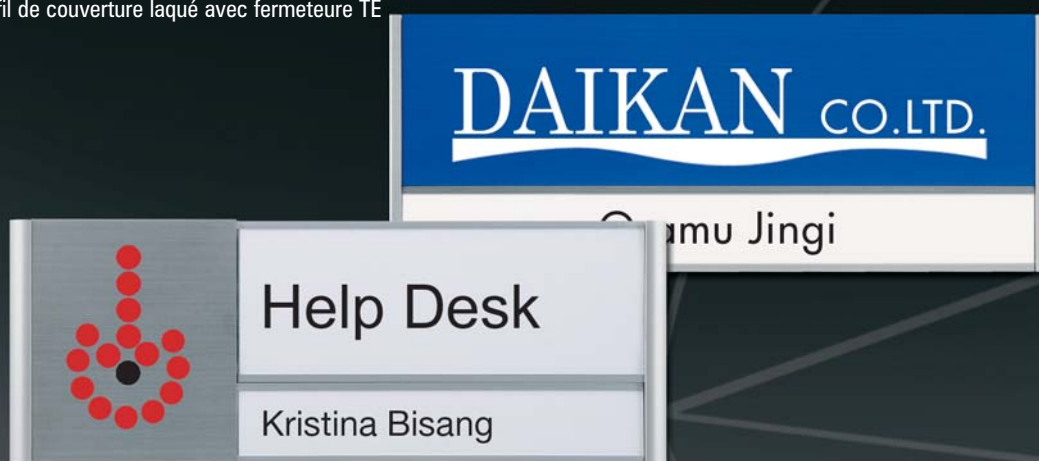 fil de couverture laqué avec fermeteure TE
DAIKAN CO.LTD.
Jingi
Help Desk
Kristina Bisang